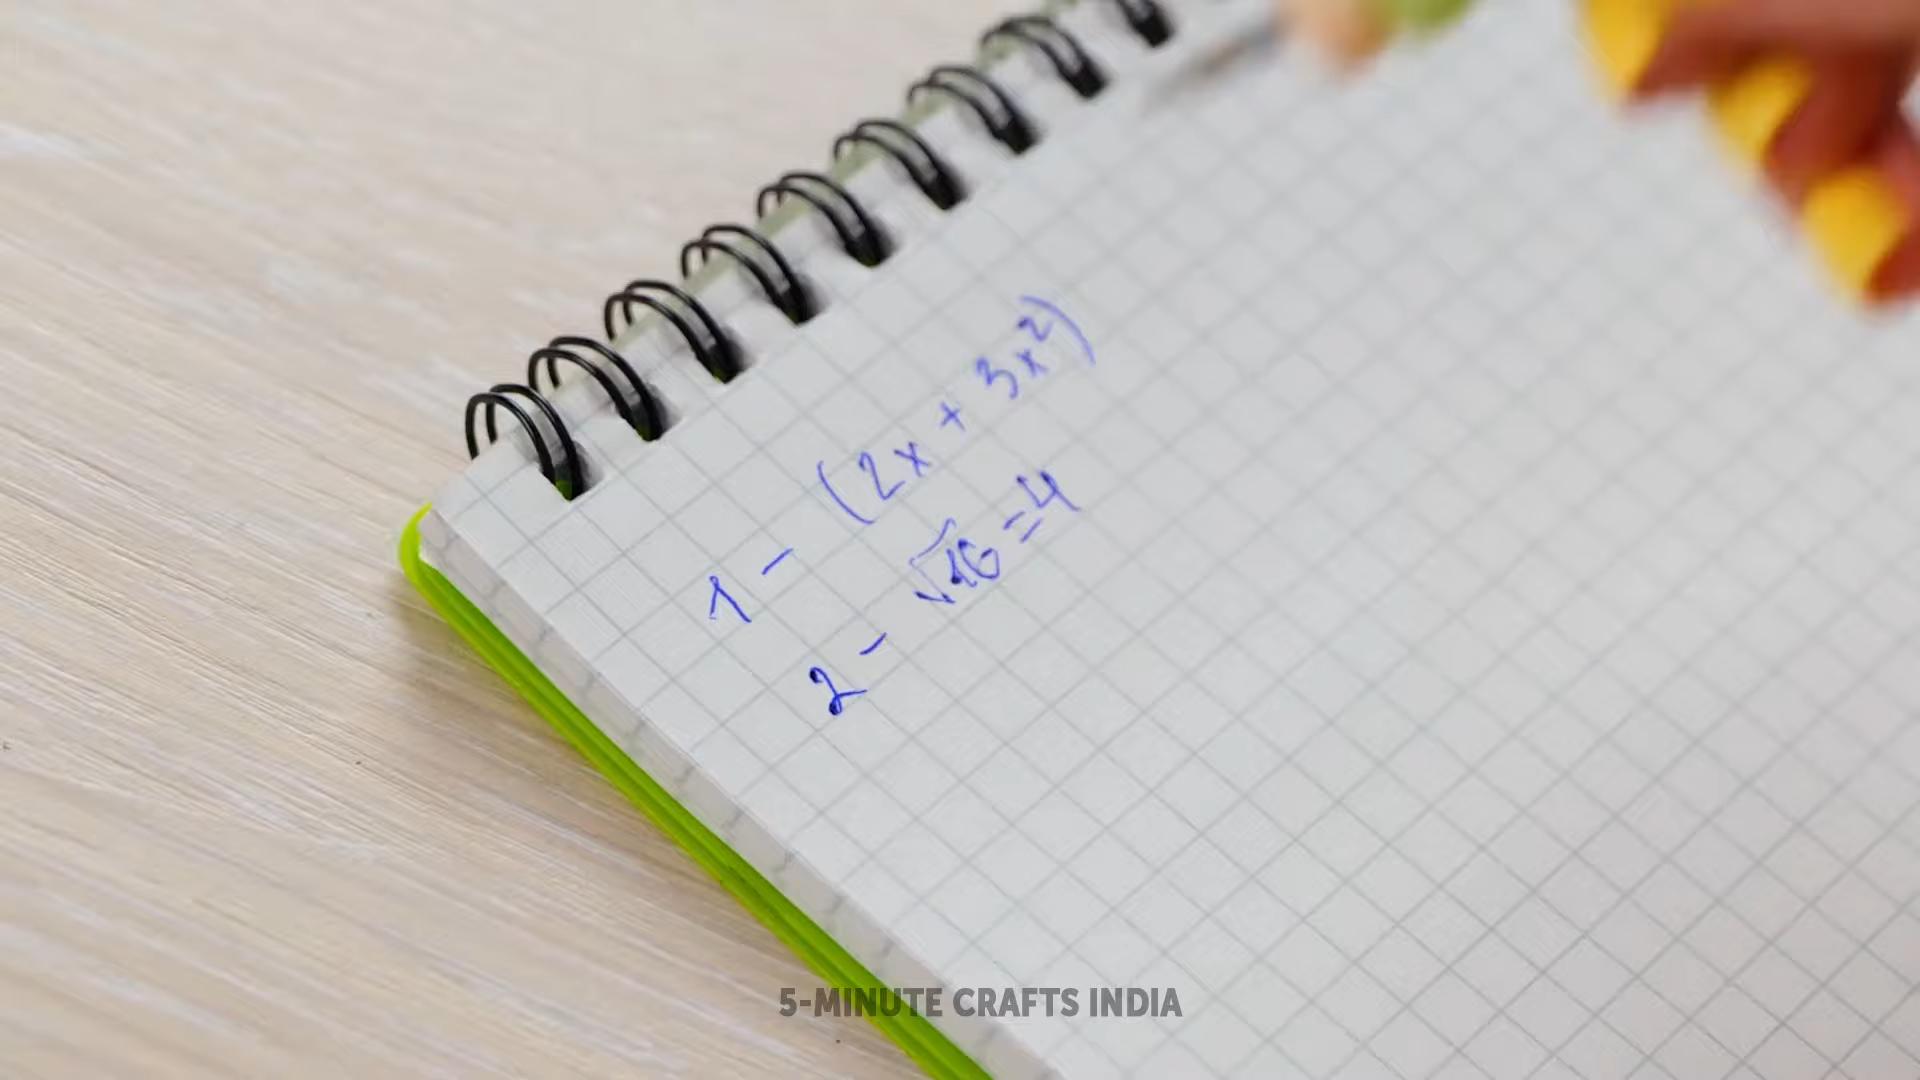 1 - (2x + 3x²)
2 - √16 = 4
5-MINUTE CRAFTS INDIA